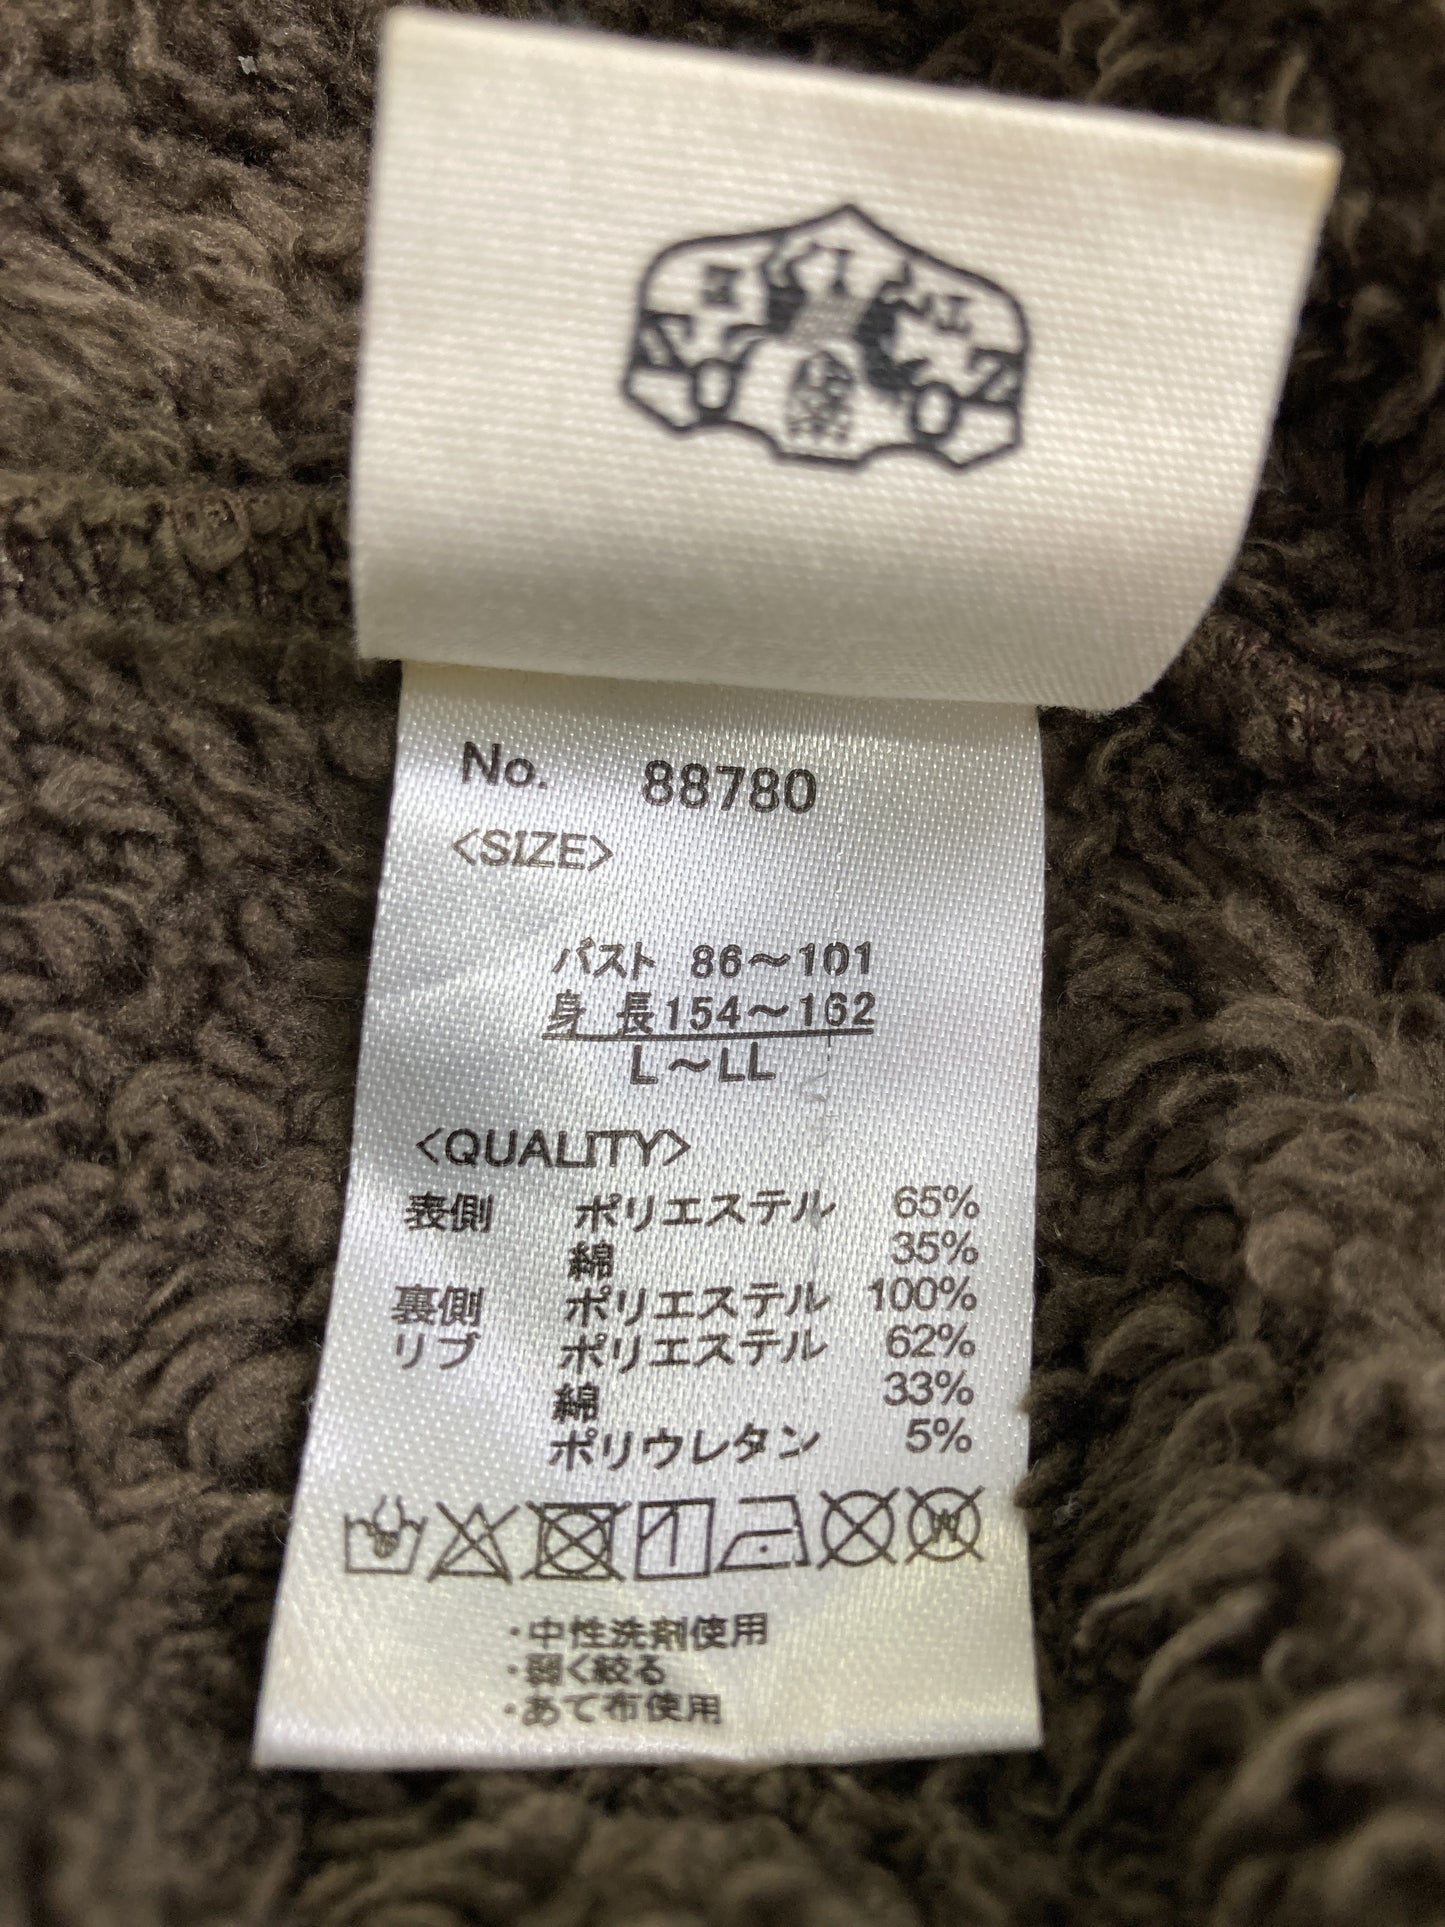 No. 88780
<SIZE>
バスト 86〜101
身 長154〜162
L〜LL
<QUALITY>
表側 ポリエステル 65%
綿 35%
裏側 ポリエステル 100%
リブ ポリエステル 62%
綿 33%
ポリウレタン 5%
・中性洗剤使用
・弱く絞る
・あて布使用